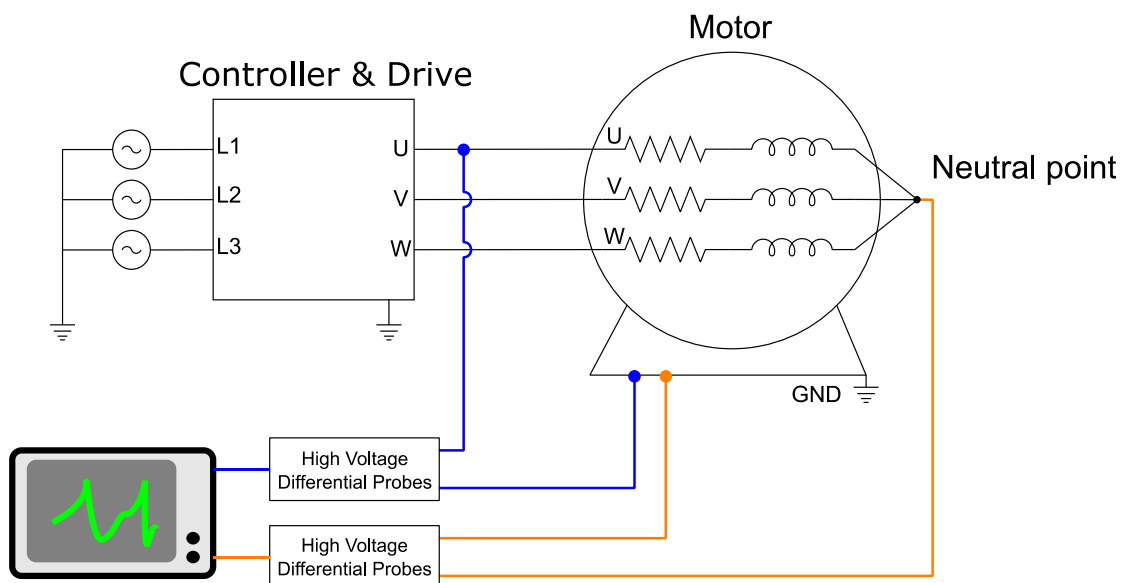 Motor
Controller & Drive
L1
U
U
Neutral point
L2
V
V
L3
W
W
GND
High Voltage
Differential Probes
High Voltage
Differential Probes